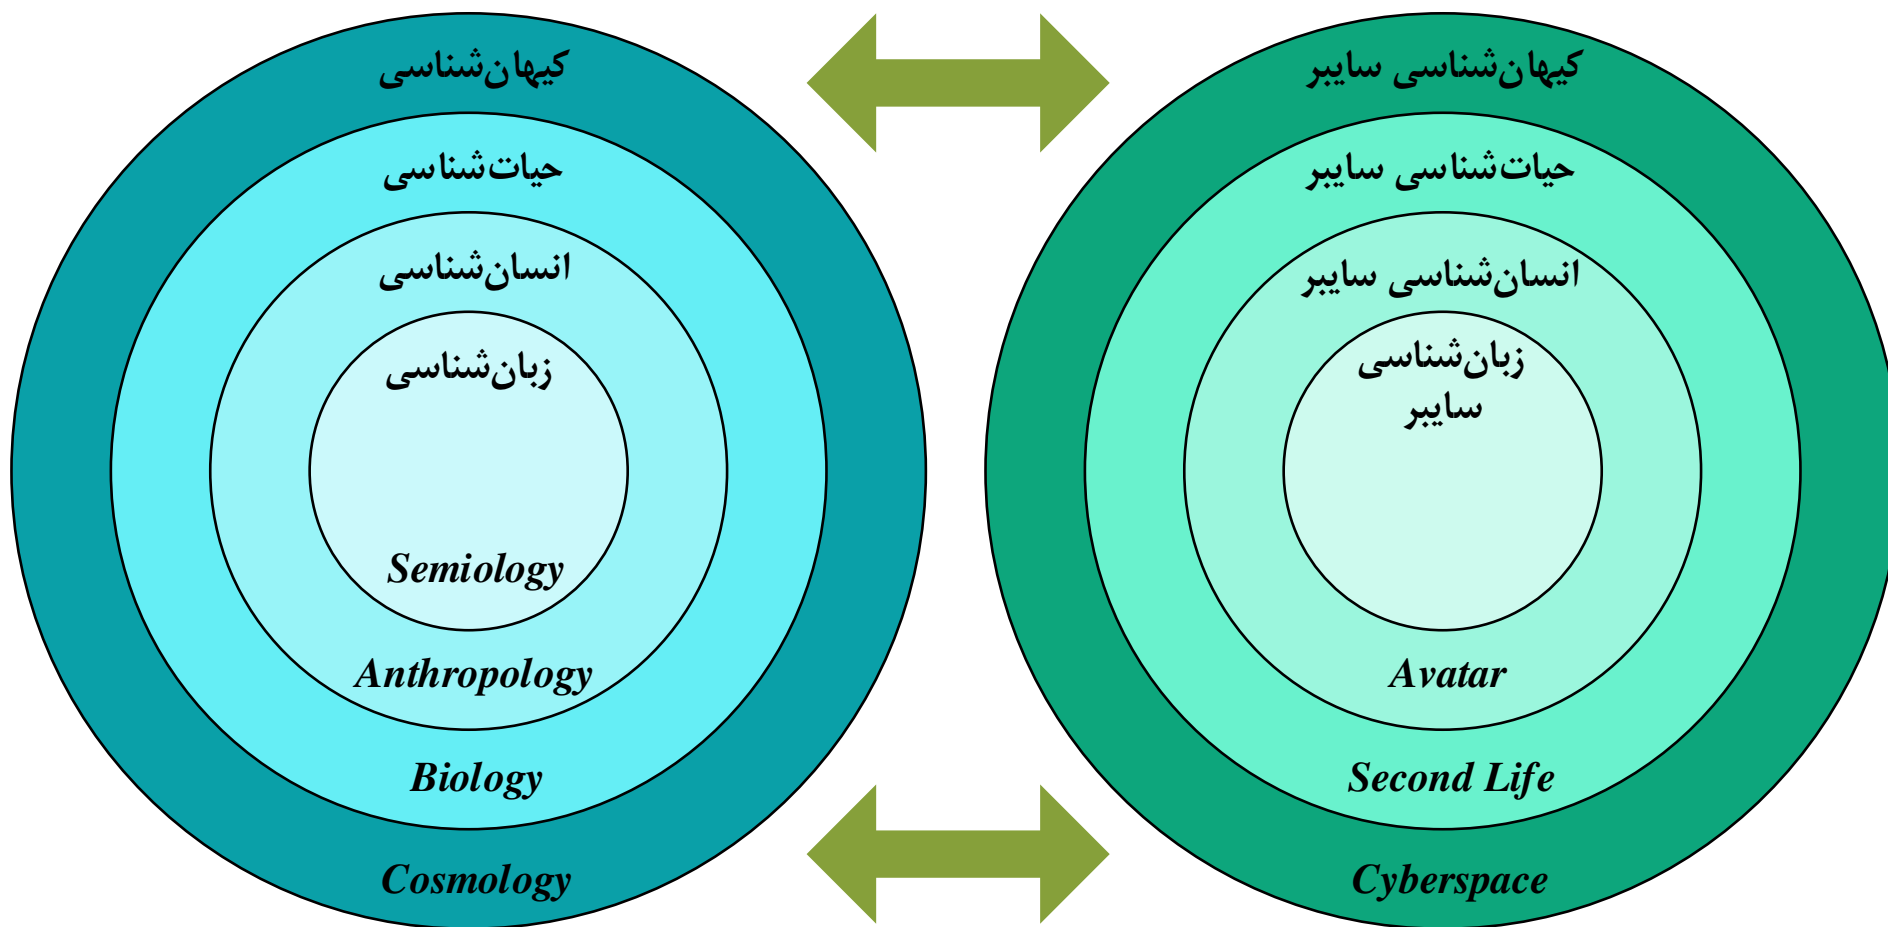 کیهان‌شناسی
حیات‌شناسی
انسان‌شناسی
زبان‌شناسی
Semiology
Anthropology
Biology
Cosmology
کیهان‌شناسی سایبر
حیات‌شناسی سایبر
انسان‌شناسی سایبر
زبان‌شناسی
سایبر
Avatar
Second Life
Cyberspace